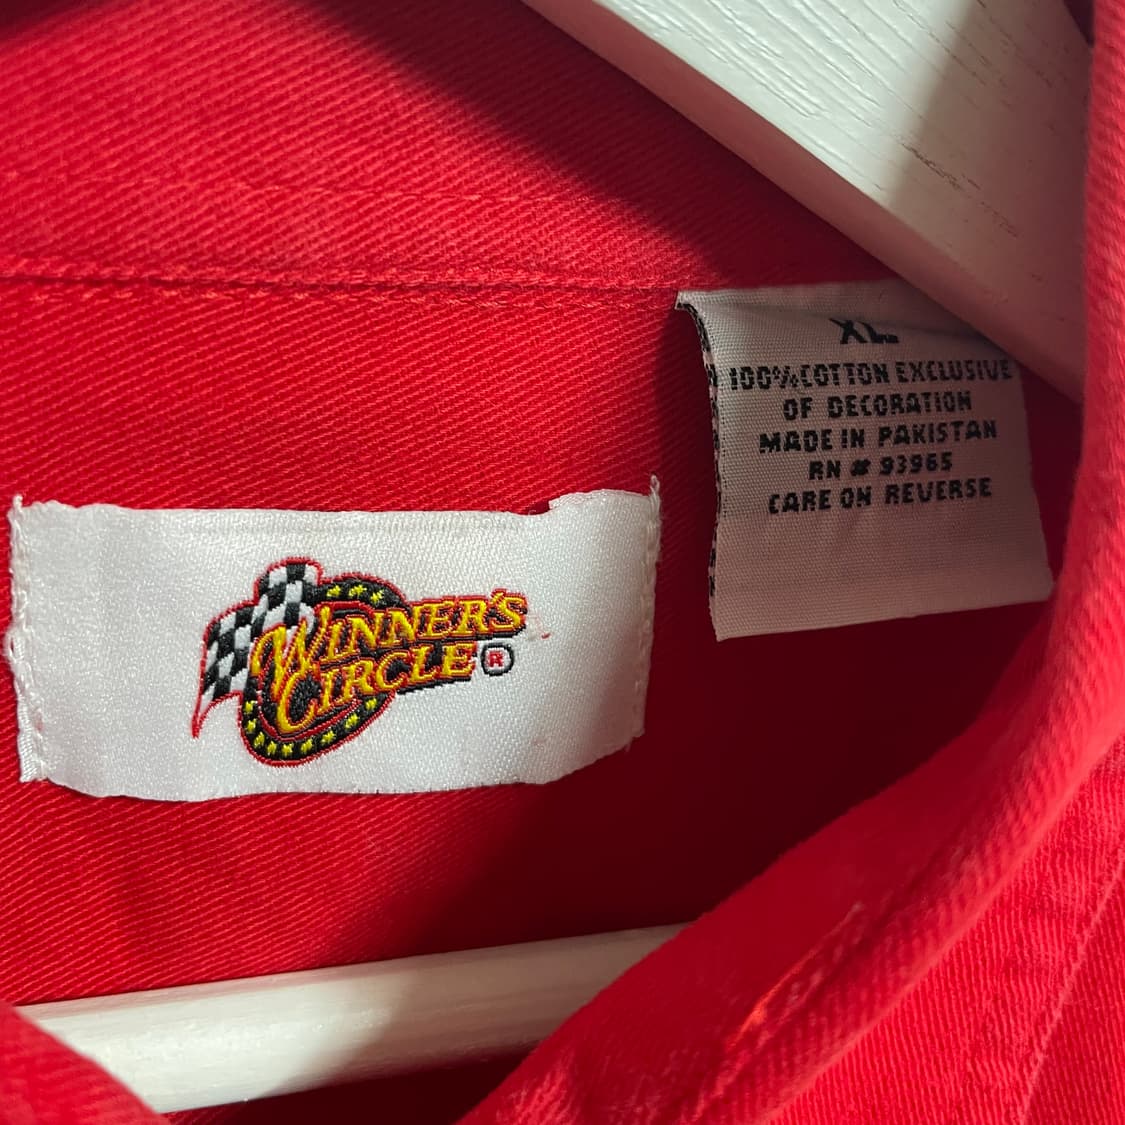 WINNER'S
CIRCLE ®
XL
100% COTTON EXCLUSIVE
OF DECORATION
MADE IN PAKISTAN
RN # 93965
CARE ON REVERSE